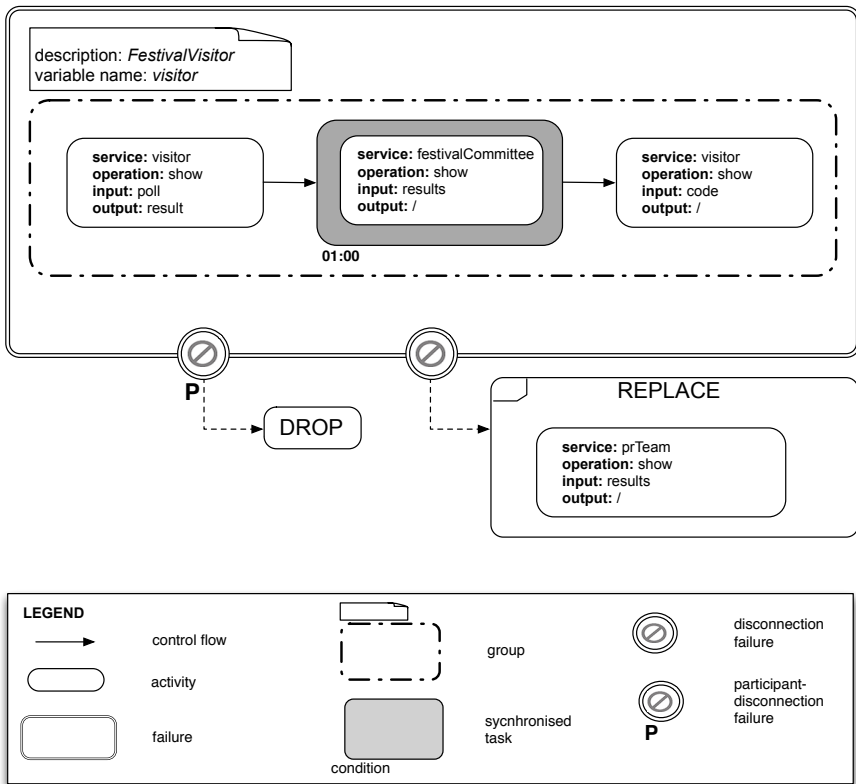 description: FestivalVisitor
variable name: visitor
service: visitor
operation: show
input: poll
output: result
service: festivalCommittee
operation: show
input: results
output: /
service: visitor
operation: show
input: code
output: /
01:00
P
DROP
REPLACE
service: prTeam
operation: show
input: results
output: /
LEGEND
control flow
activity
failure
group
sycnhronised
task
condition
disconnection
failure
participant-
disconnection
failure
P